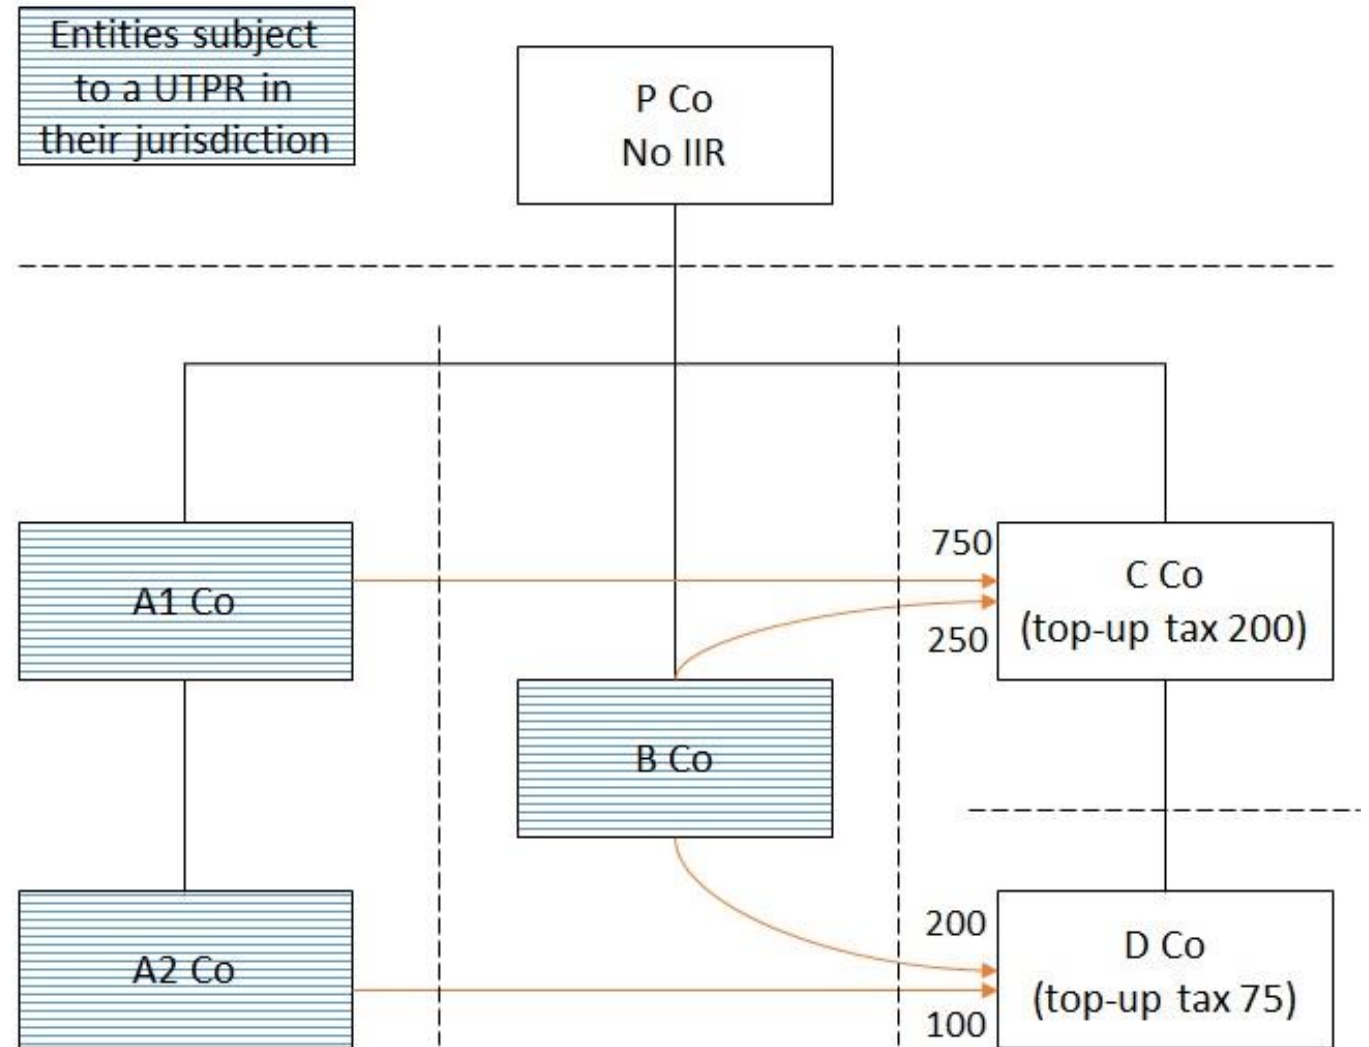 Entities subject
to a UTPR in
their jurisdiction
P Co
No IIR
A1 Co
750
250
C Co
(top-up tax 200)
B Co
A2 Co
200
100
D Co
(top-up tax 75)